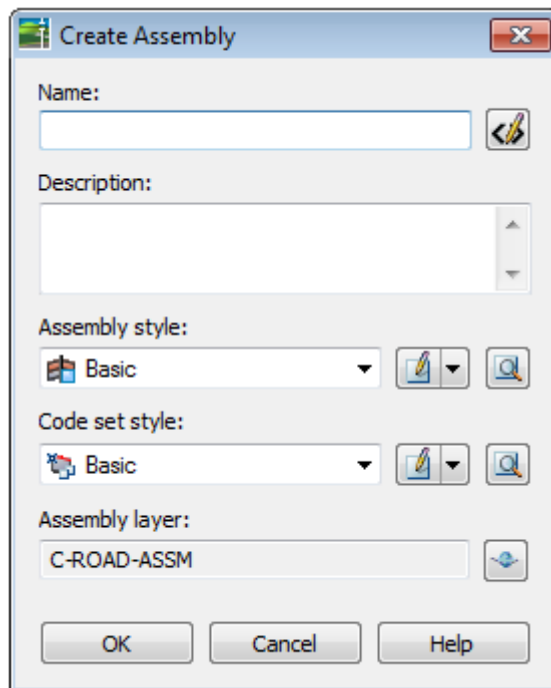 Create Assembly
Name:
Description:
Assembly style:
Basic
Code set style:
Basic
Assembly layer:
C-ROAD-ASSM
OK Cancel Help